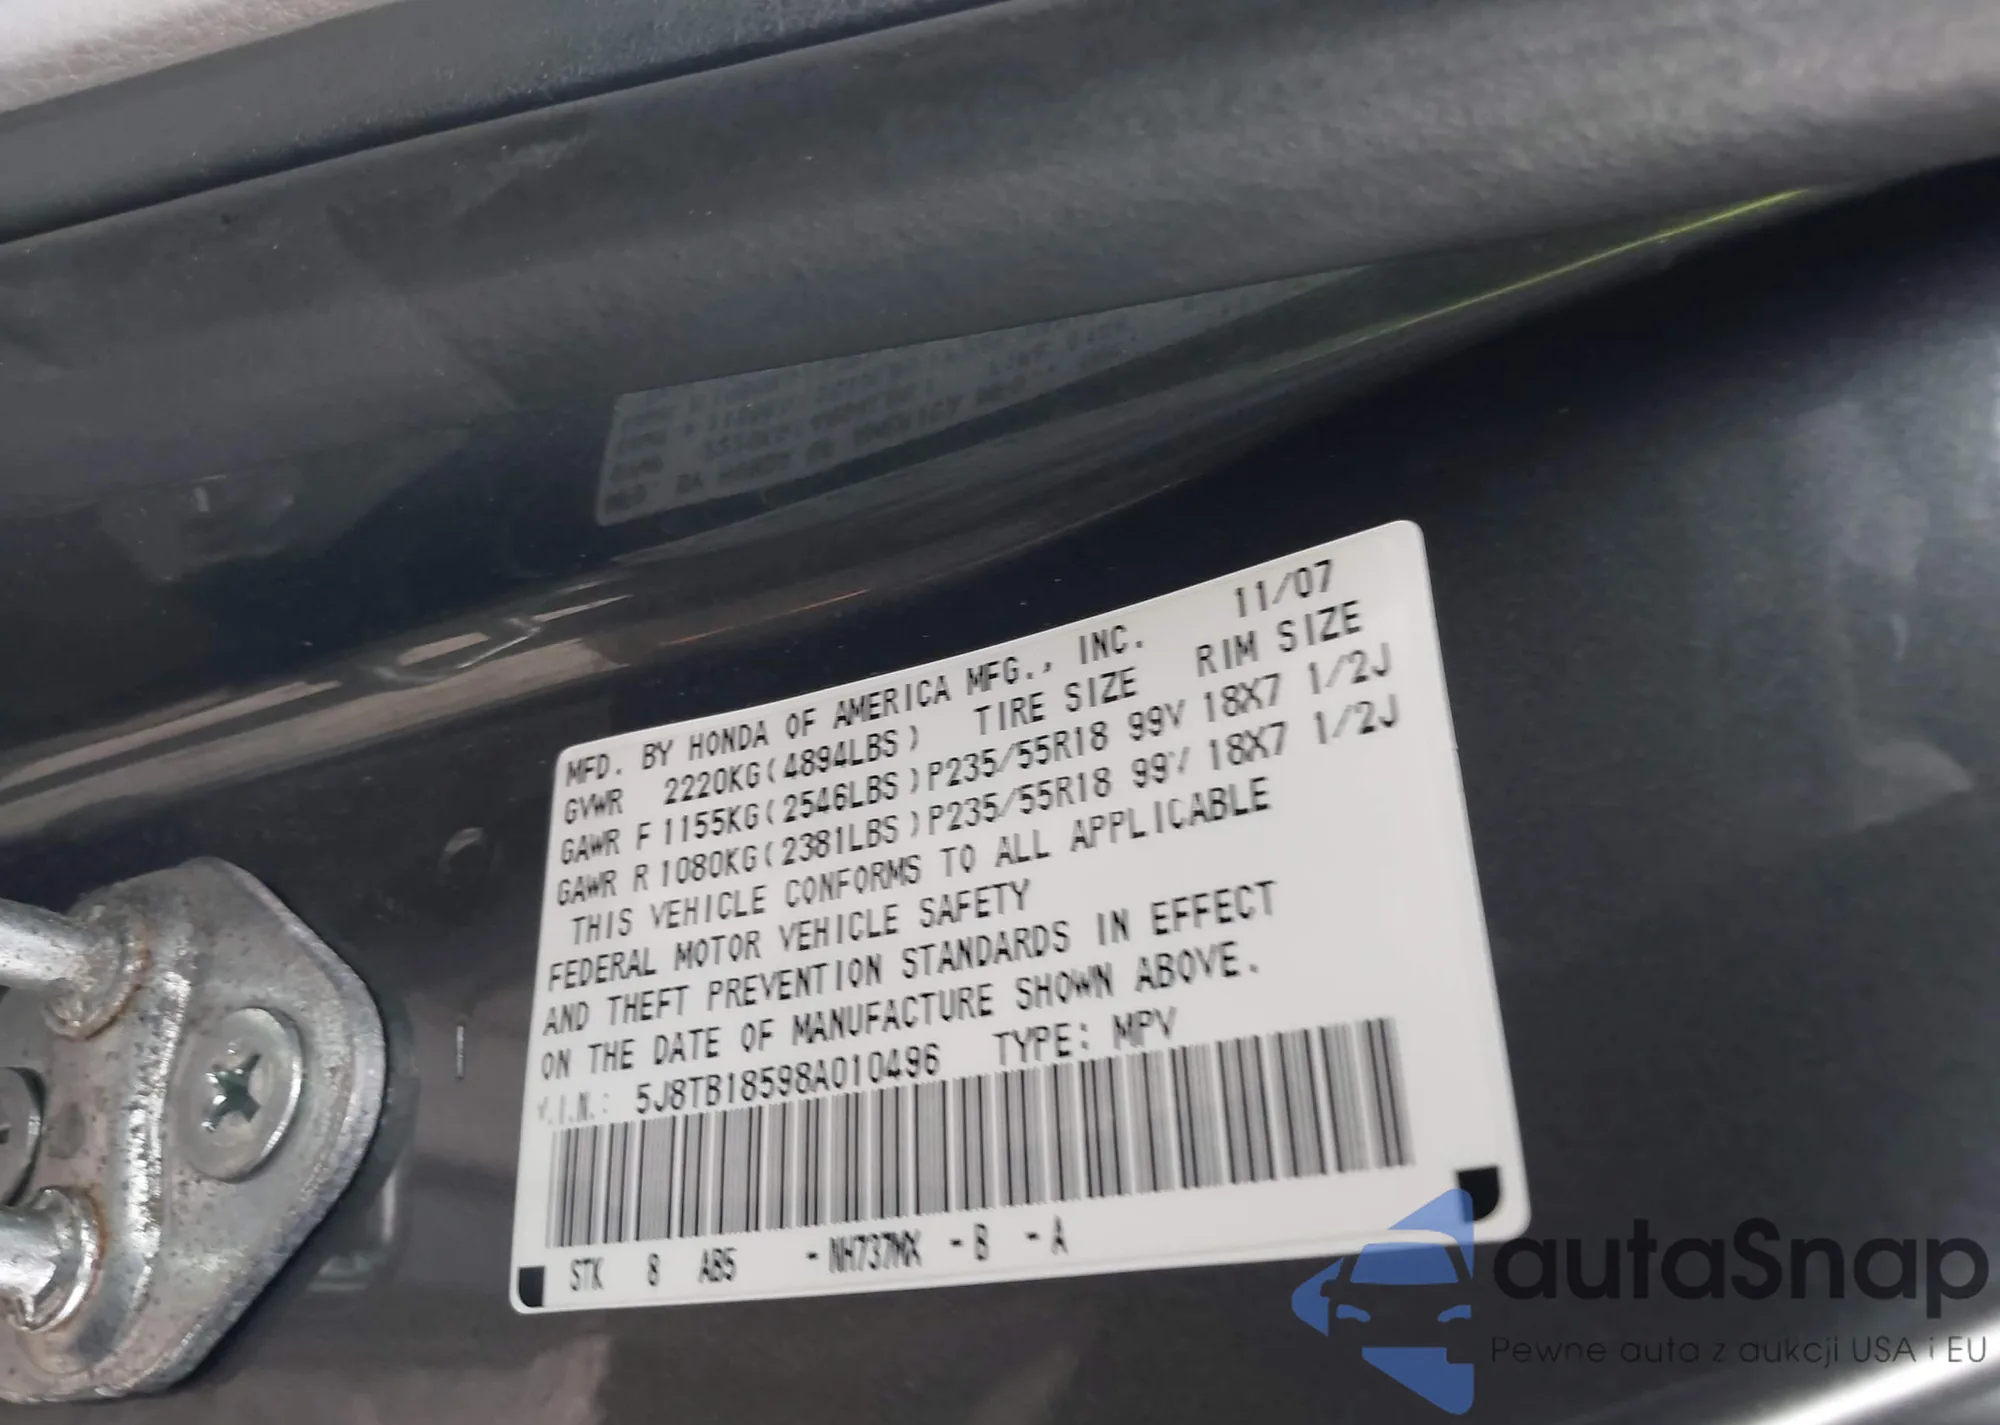 MFD. BY HONDA OF AMERICA MFG., INC. 11/07
GVWR 2220KG(4894LBS) TIRE SIZE RIM SIZE
GAWR F 1155KG(2546LBS) P235/55R18 99V 18X7 1/2J
GAWR R 1080KG(2381LBS) P235/55R18 99V 18X7 1/2J
THIS VEHICLE CONFORMS TO ALL APPLICABLE
FEDERAL MOTOR VEHICLE SAFETY
AND THEFT PREVENTION STANDARDS IN EFFECT
ON THE DATE OF MANUFACTURE SHOWN ABOVE.
V.I.N.: 5J8TB18598A010496 TYPE: MPV
STK 8 AB5 -NH737MX -B -A
autaSnap
Pewne auta z aukcji USA i EU